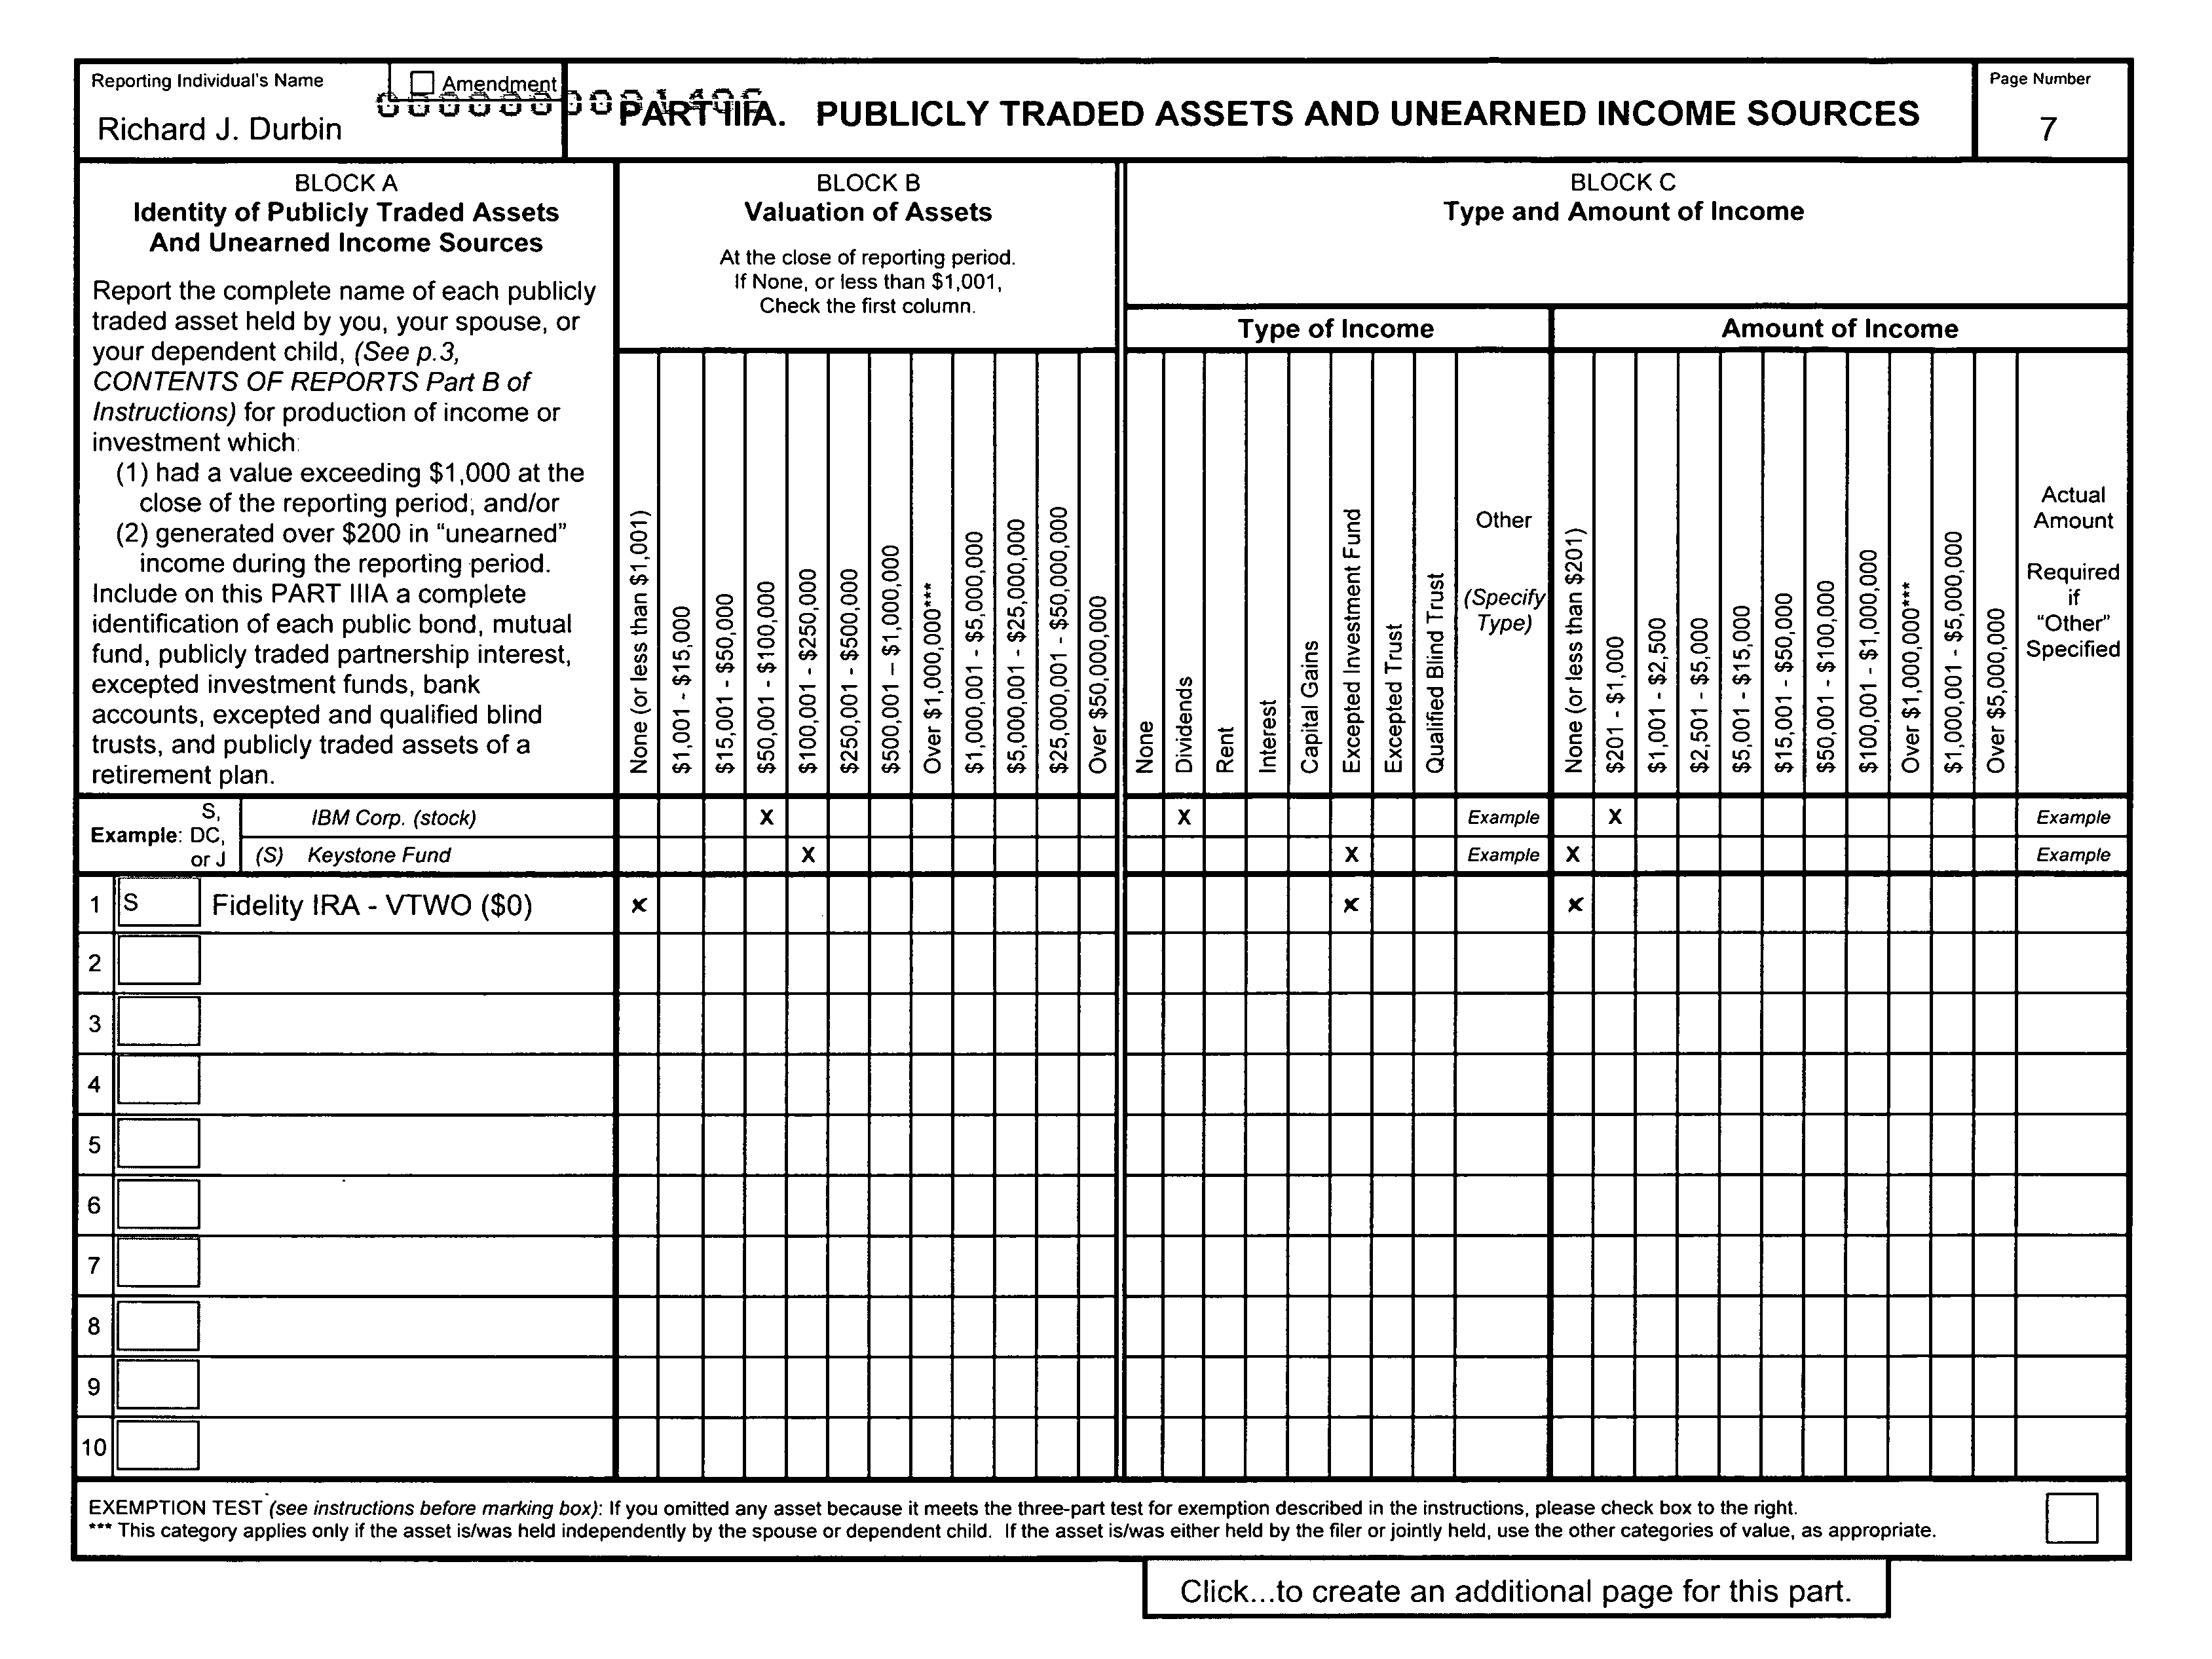 Reporting Individual's Name
Amendment
Richard J. Durbin
PART IIIA. PUBLICLY TRADED ASSETS AND UNEARNED INCOME SOURCES
Page Number
7
BLOCK A
Identity of Publicly Traded Assets
And Unearned Income Sources
Report the complete name of each publicly
traded asset held by you, your spouse, or
your dependent child, (See p.3,
CONTENTS OF REPORTS Part B of
Instructions) for production of income or
investment which:
(1) had a value exceeding $1,000 at the
close of the reporting period; and/or
(2) generated over $200 in “unearned”
income during the reporting period.
Include on this PART IIIA a complete
identification of each public bond, mutual
fund, publicly traded partnership interest,
excepted investment funds, bank
accounts, excepted and qualified blind
trusts, and publicly traded assets of a
retirement plan.
BLOCK B
Valuation of Assets
At the close of reporting period.
If None, or less than $1,001,
Check the first column.
None (or less than $1,001)
$1,001 - $15,000
$15,001 - $50,000
$50,001 - $100,000
$100,001 - $250,000
$250,001 - $500,000
$500,001 – $1,000,000
Over $1,000,000***
$1,000,001 - $5,000,000
$5,000,001 - $25,000,000
$25,000,001 - $50,000,000
Over $50,000,000
BLOCK C
Type and Amount of Income
Type of Income
None
Dividends
Rent
Interest
Capital Gains
Excepted Investment Fund
Excepted Trust
Qualified Blind Trust
Other
(Specify
Type)
Amount of Income
None (or less than $201)
$201 - $1,000
$1,001 - $2,500
$2,501 - $5,000
$5,001 - $15,000
$15,001 - $50,000
$50,001 - $100,000
$100,001 - $1,000,000
Over $1,000,000***
$1,000,001 - $5,000,000
Over $5,000,000
Actual
Amount
Required
if
“Other”
Specified
Example: S, DC, or J
IBM Corp. (stock) X X Example X Example
(S) Keystone Fund X X Example X Example
1 S Fidelity IRA - VTWO ($0) x x x
2
3
4
5
6
7
8
9
10
EXEMPTION TEST (see instructions before marking box): If you omitted any asset because it meets the three-part test for exemption described in the instructions, please check box to the right.
*** This category applies only if the asset is/was held independently by the spouse or dependent child. If the asset is/was either held by the filer or jointly held, use the other categories of value, as appropriate.
Click...to create an additional page for this part.